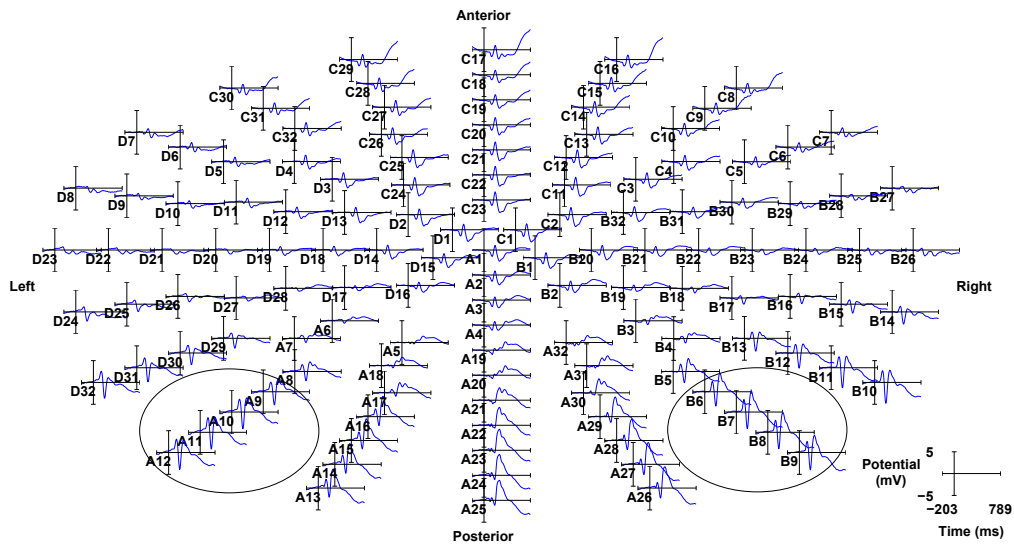 Anterior
C29
C17
C16
C30
C28
C18
C15
C8
C31
C27
C19
C14
C9
D7
C32
C26
C20
C13
C10
C7
D6
D5
D4
C25
C21
C12
C4
C5
C6
D8
D9
D3
C24
C22
C11
C3
B28
B27
D10
D11
D12
D13
D2
C23
C2
B32
B31
B30
B29
D1
C1
D23
D22
D21
D20
D19
D18
D14
D15
A1
B1
B20
B21
B22
B23
B24
B25
B26
Left
Right
D24
D25
D26
D27
D28
D17
D16
A2
B2
B19
B18
B17
B16
B15
B14
A3
A6
A4
B3
D32
D31
D30
D29
A7
A5
A19
A32
B4
B13
B12
B11
B10
A8
A18
A20
A31
B5
A9
A17
A21
A30
B6
A10
A16
A22
A29
B7
A12
A11
A15
A23
A28
B8
B9
A14
A24
A27
A13
A25
A26
Potential
(mV)
5
−5
−203
789
Time (ms)
Posterior